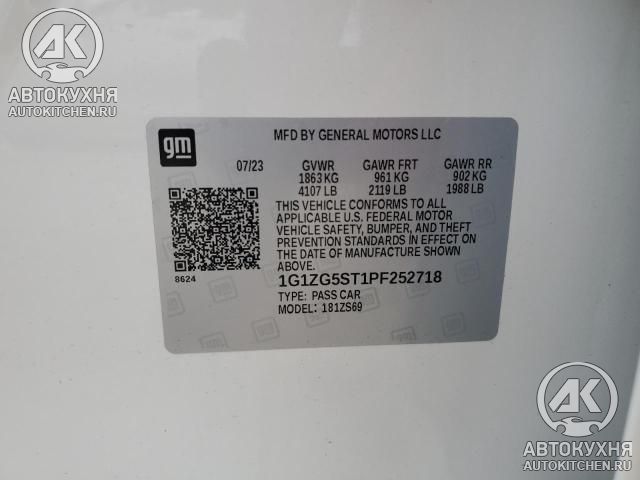 AK
АВТОКУХНЯ
AUTOKITCHEN.RU
gm
MFD BY GENERAL MOTORS LLC
07/23 GVWR GAWR FRT GAWR RR
1863 KG 961 KG 902 KG
4107 LB 2119 LB 1988 LB
THIS VEHICLE CONFORMS TO ALL
APPLICABLE U.S. FEDERAL MOTOR
VEHICLE SAFETY, BUMPER, AND THEFT
PREVENTION STANDARDS IN EFFECT ON
THE DATE OF MANUFACTURE SHOWN
ABOVE.
8624
1G1ZG5ST1PF252718
TYPE: PASS CAR
MODEL: 181ZS69
AK
АВТОКУХНЯ
AUTOKITCHEN.RU